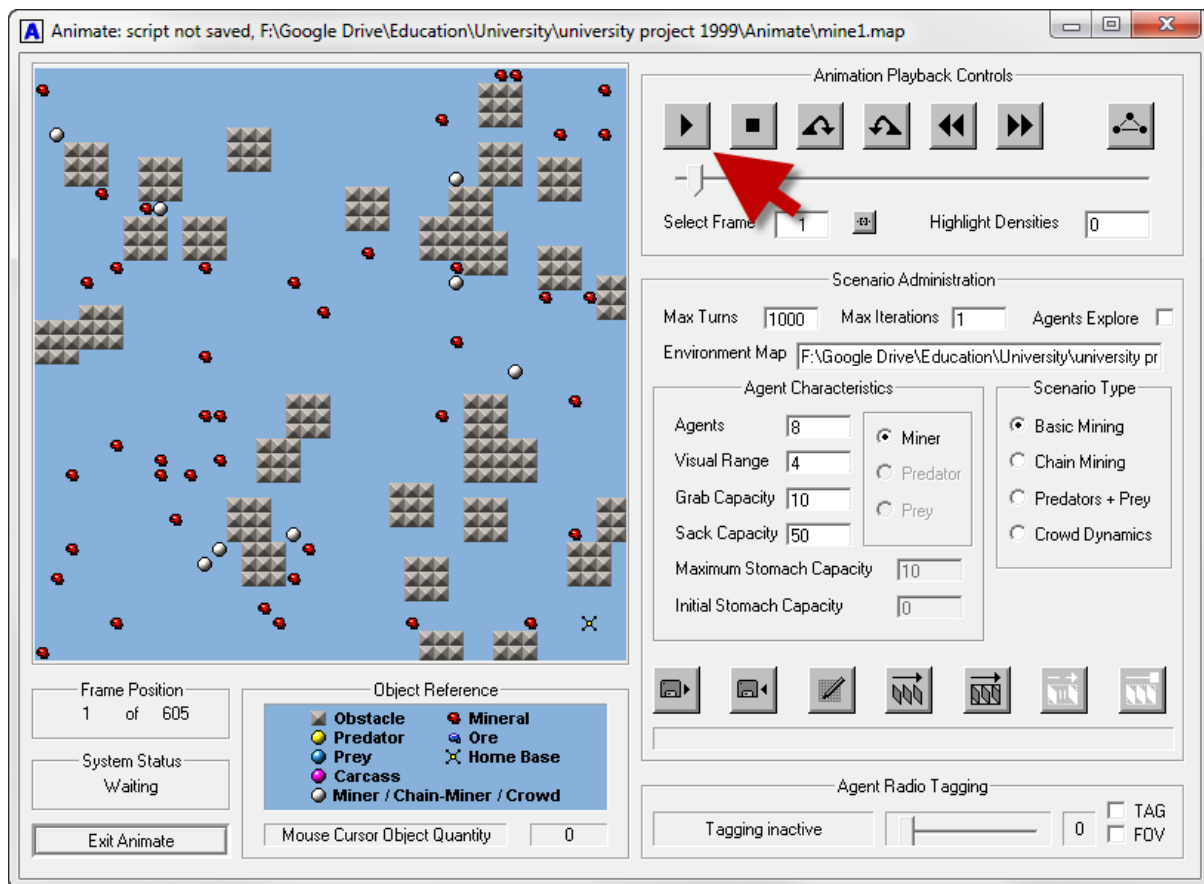 Animate: script not saved, F:\Google Drive\Education\University\university project 1999\Animate\mine1.map
Animation Playback Controls
Select Frame 1
Highlight Densities 0
Scenario Administration
Max Turns 1000 Max Iterations 1 Agents Explore
Environment Map F:\Google Drive\Education\University\university pr
Agent Characteristics
Agents 8
Visual Range 4
Grab Capacity 10
Sack Capacity 50
Maximum Stomach Capacity 10
Initial Stomach Capacity 0
Miner
Predator
Prey
Scenario Type
Basic Mining
Chain Mining
Predators + Prey
Crowd Dynamics
Frame Position
1 of 605
System Status
Waiting
Exit Animate
Object Reference
Obstacle Mineral
Predator Ore
Prey Home Base
Carcass
Miner / Chain-Miner / Crowd
Mouse Cursor Object Quantity 0
Agent Radio Tagging
Tagging inactive 0
TAG
FOV